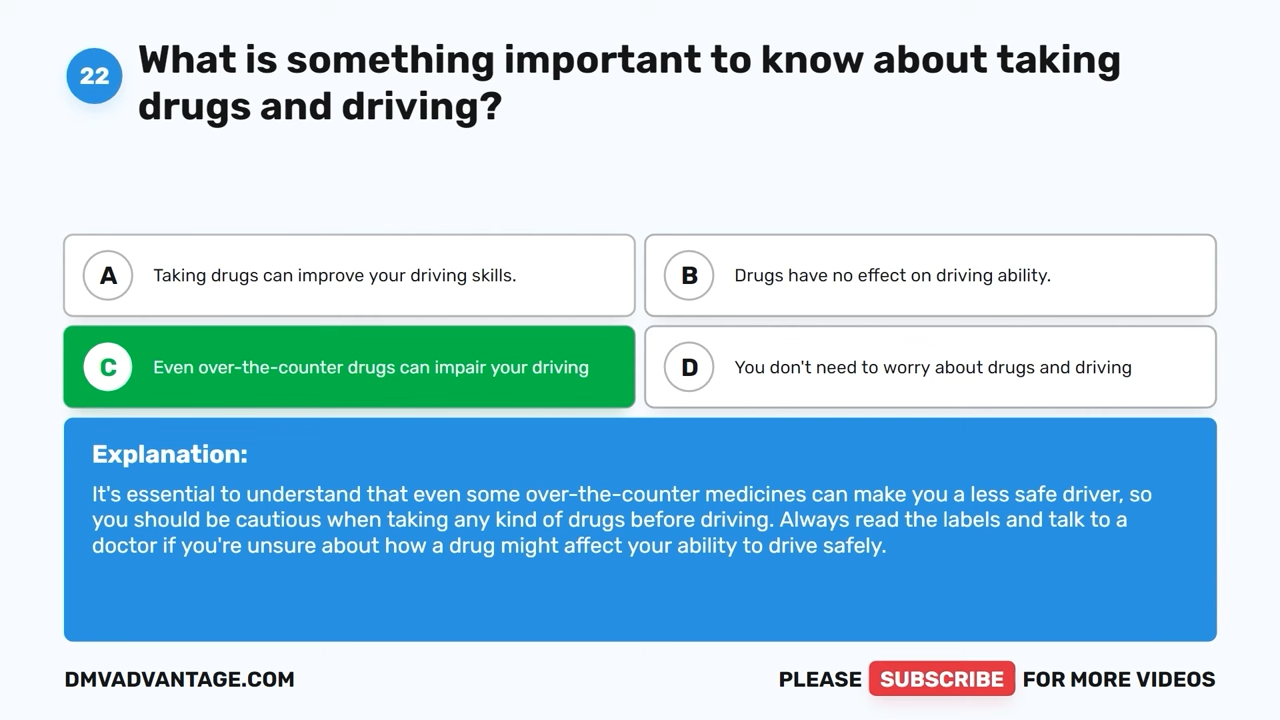 22
What is something important to know about taking
drugs and driving?
A
Taking drugs can improve your driving skills.
B
Drugs have no effect on driving ability.
C
Even over-the-counter drugs can impair your driving
D
You don't need to worry about drugs and driving
Explanation:
It's essential to understand that even some over-the-counter medicines can make you a less safe driver, so
you should be cautious when taking any kind of drugs before driving. Always read the labels and talk to a
doctor if you're unsure about how a drug might affect your ability to drive safely.
DMVADVANTAGE.COM
PLEASE SUBSCRIBE FOR MORE VIDEOS